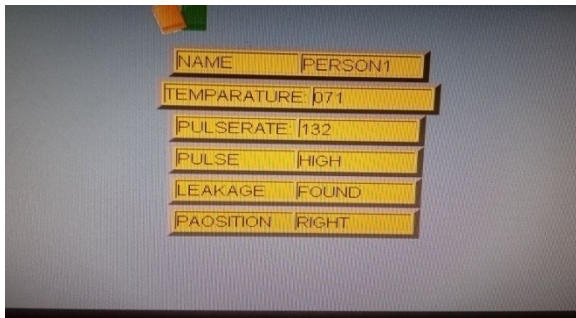 NAME PERSON1
TEMPARATURE: 071
PULSERATE: 132
PULSE HIGH
LEAKAGE FOUND
PAOSITION RIGHT